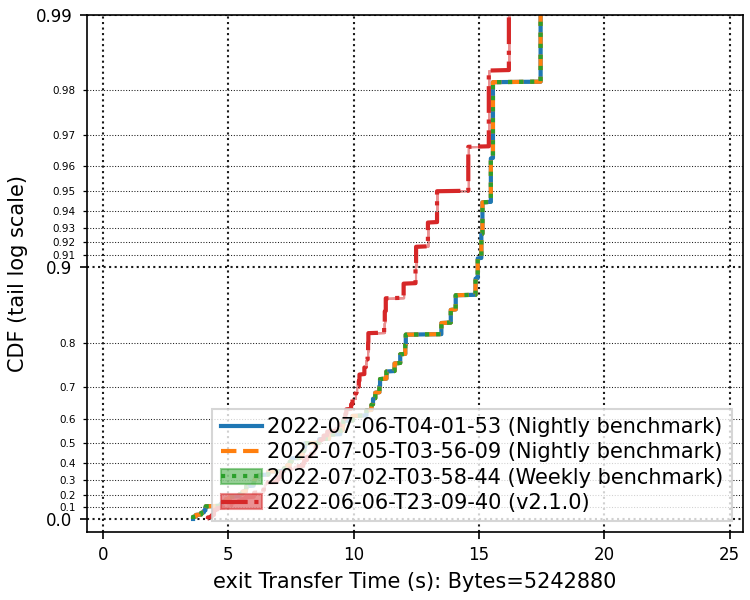 0.99
0.98
0.97
0.96
0.95
0.94
0.93
0.92
0.91
0.9
0.8
0.7
0.6
0.5
0.4
0.3
0.2
0.1
0.0
CDF (tail log scale)
2022-07-06-T04-01-53 (Nightly benchmark)
2022-07-05-T03-56-09 (Nightly benchmark)
2022-07-02-T03-58-44 (Weekly benchmark)
2022-06-06-T23-09-40 (v2.1.0)
0 5 10 15 20 25
exit Transfer Time (s): Bytes=5242880